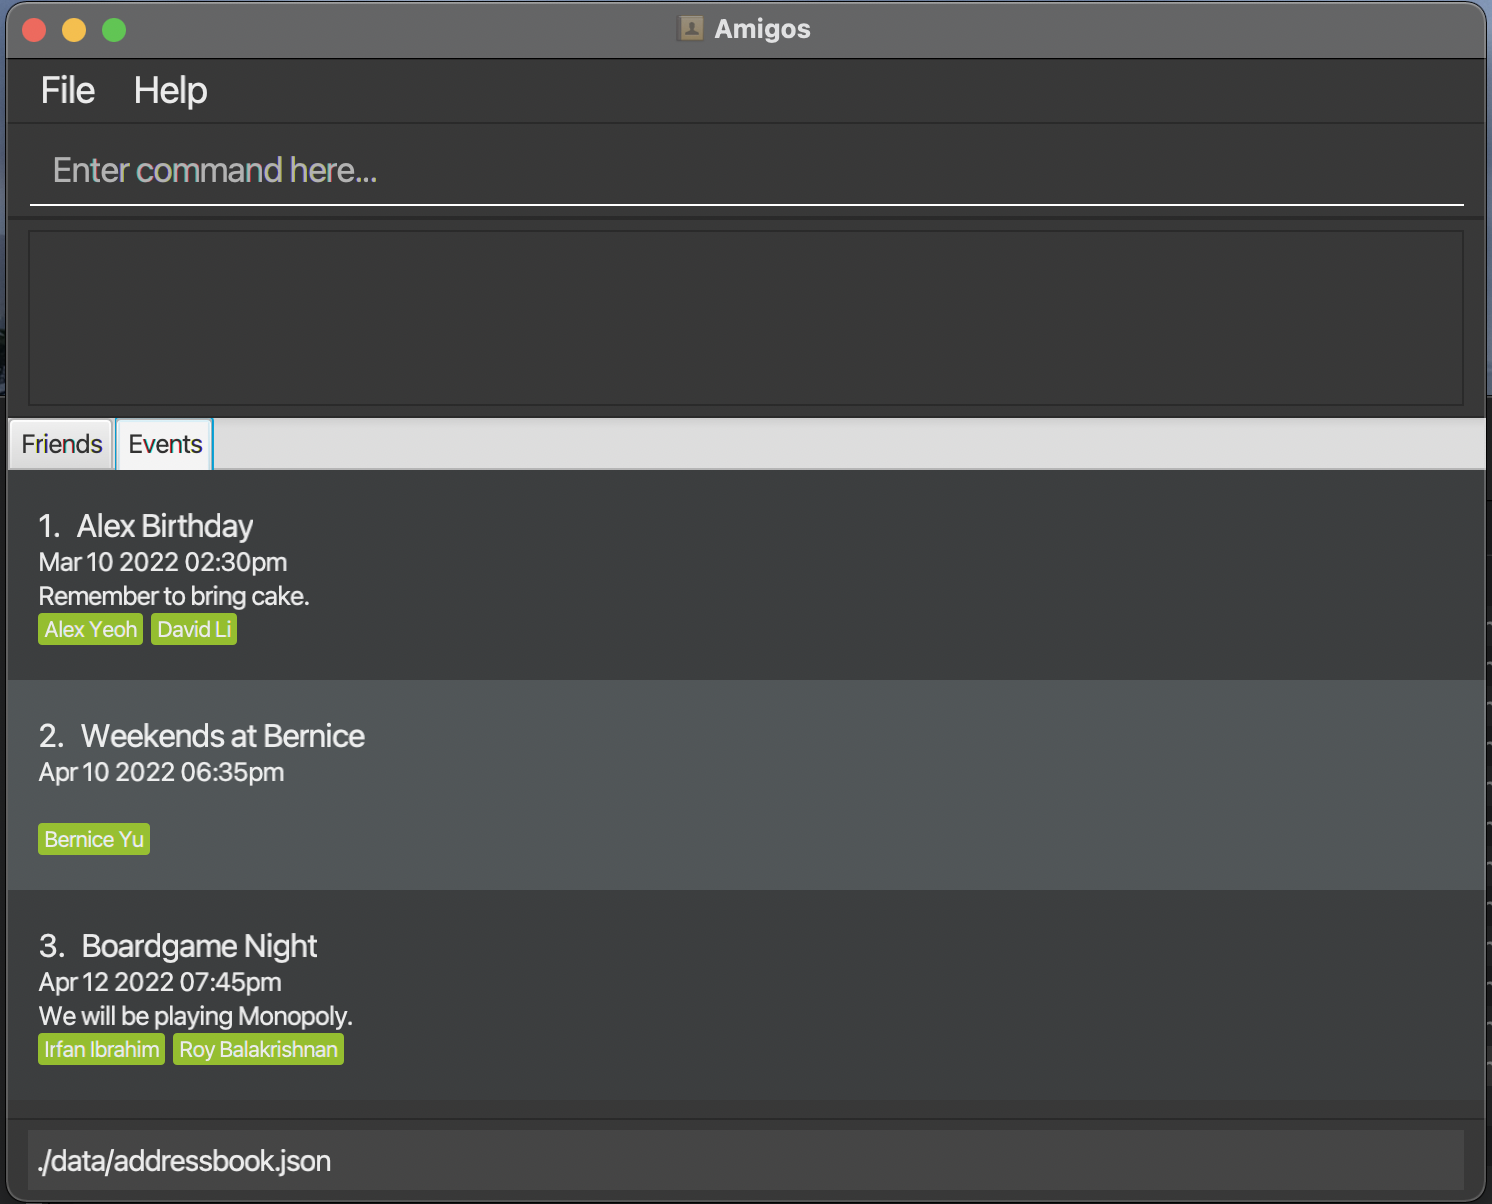 Amigos
File Help
Enter command here...
Friends Events
1. Alex Birthday
Mar 10 2022 02:30pm
Remember to bring cake.
Alex Yeoh David Li
2. Weekends at Bernice
Apr 10 2022 06:35pm
Bernice Yu
3. Boardgame Night
Apr 12 2022 07:45pm
We will be playing Monopoly.
Irfan Ibrahim Roy Balakrishnan
./data/addressbook.json